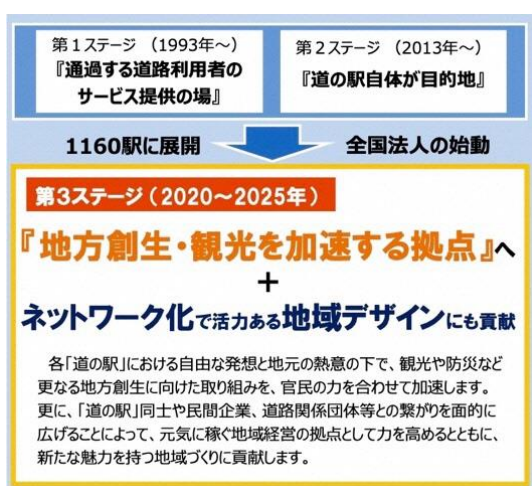 第1ステージ (1993年～)
『通過する道路利用者の
サービス提供の場』
第2ステージ (2013年～)
『道の駅自体が目的地』
1160駅に展開
全国法人の始動
第3ステージ(2020～2025年)
『地方創生・観光を加速する拠点』へ
+
ネットワーク化で活力ある地域デザインにも貢献
各「道の駅」における自由な発想と地元の熱意の下で、観光や防災など
更なる地方創生に向けた取り組みを、官民の力を合わせて加速します。
更に、「道の駅」同士や民間企業、道路関係団体等との繋がりを面的に
広げることによって、元気に稼ぐ地域経営の拠点として力を高めるとともに、
新たな魅力を持つ地域づくりに貢献します。